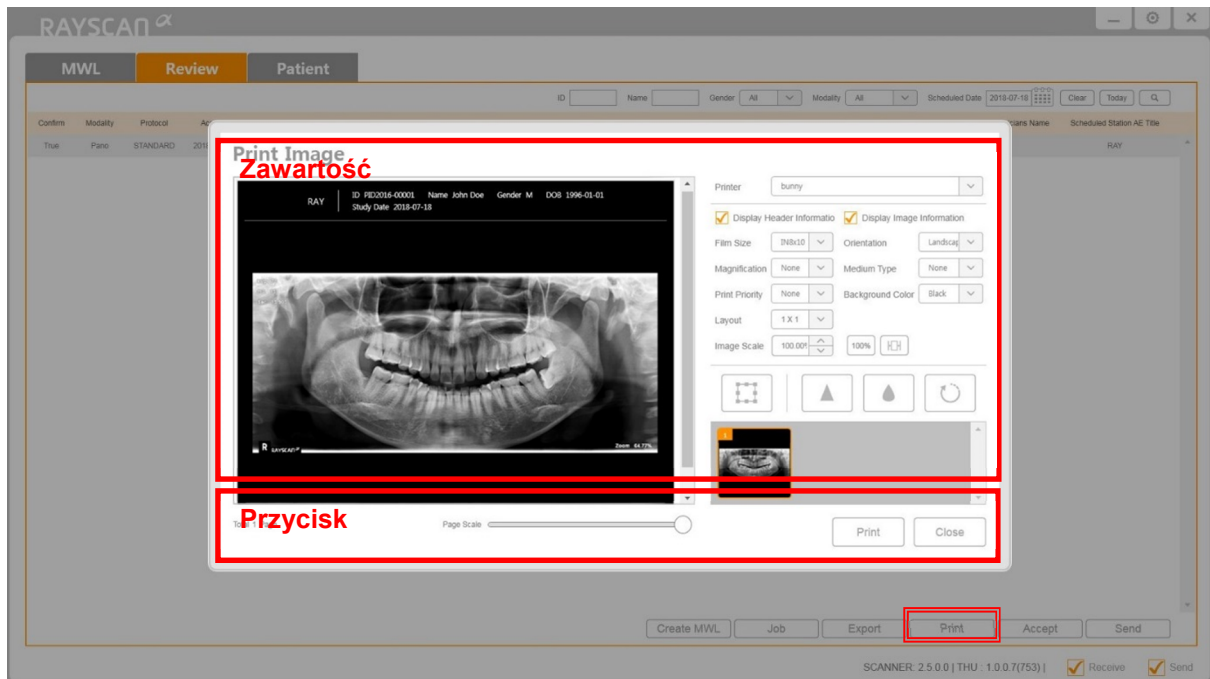 RAYSCAN α
MWL Review Patient
ID Name Gender All Modality All Scheduled Date 2018-07-18 Clear Today
Confirm Modality Protocol Name Scheduled Station AE Title
True Pano STANDARD RAY
Print Image
Zawartość
RAY ID PID2016-00001 Name John Doe Gender M DOB 1996-01-01
Study Date 2018-07-18
R RAYSCAN α Zoom 64.77%
Printer bunny
Display Header Informatio Display Image Information
Film Size IN8x10 Orientation Landscap
Magnification None Medium Type None
Print Priority None Background Color Black
Layout 1 X 1
Image Scale 100.00 100%
1
Przycisk
Page Scale
Print Close
Create MWL Job Export Print Accept Send
SCANNER: 2.5.0.0 | THU : 1.0.0.7(753) | Receive Send